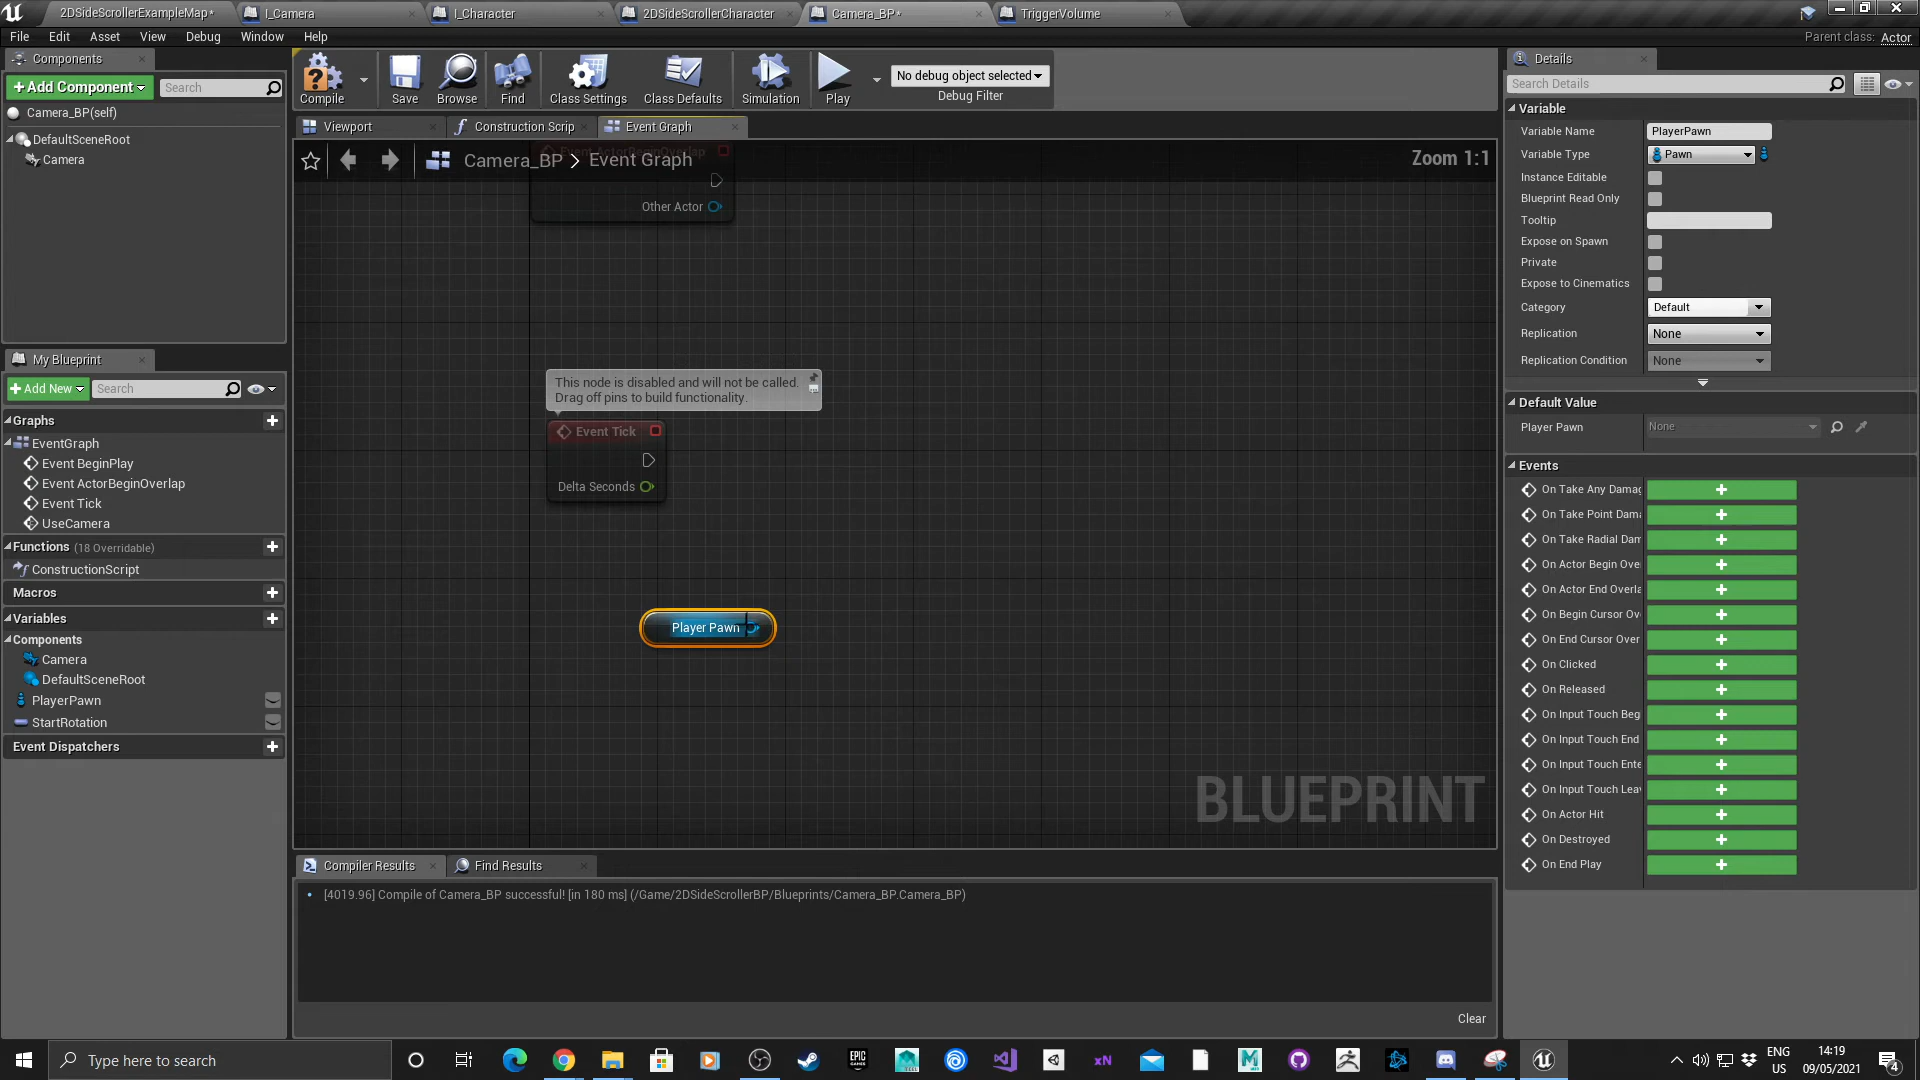 2DSideScrollerExampleMap*
I_Camera
I_Character
2DSideScrollerCharacter
Camera_BP*
TriggerVolume
File
Edit
Asset
View
Debug
Window
Help
Parent class: Actor
Components
+Add Component
Search
Camera_BP(self)
DefaultSceneRoot
Camera
Compile
Save
Browse
Find
Class Settings
Class Defaults
Simulation
Play
No debug object selected
Debug Filter
Viewport
Construction Scrip
Event Graph
Camera_BP > Event Graph
Zoom 1:1
Event ActorBeginOverlap
Other Actor
This node is disabled and will not be called.
Drag off pins to build functionality.
Event Tick
Delta Seconds
Player Pawn
BLUEPRINT
My Blueprint
+Add New
Search
Graphs
EventGraph
Event BeginPlay
Event ActorBeginOverlap
Event Tick
UseCamera
Functions (18 Overridable)
ConstructionScript
Macros
Variables
Components
Camera
DefaultSceneRoot
PlayerPawn
StartRotation
Event Dispatchers
Compiler Results
Find Results
[4019.96] Compile of Camera_BP successful! [in 180 ms] (/Game/2DSideScrollerBP/Blueprints/Camera_BP.Camera_BP)
Clear
Details
Search Details
Variable
Variable Name
PlayerPawn
Variable Type
Pawn
Instance Editable
Blueprint Read Only
Tooltip
Expose on Spawn
Private
Expose to Cinematics
Category
Default
Replication
None
Replication Condition
None
Default Value
Player Pawn
None
Events
On Take Any Damag
On Take Point Dama
On Take Radial Dam
On Actor Begin Ove
On Actor End Overla
On Begin Cursor Ov
On End Cursor Over
On Clicked
On Released
On Input Touch Beg
On Input Touch End
On Input Touch Ente
On Input Touch Leav
On Actor Hit
On Destroyed
On End Play
Type here to search
EPIC GAMES
xN
ENG
US
14:19
09/05/2021
4